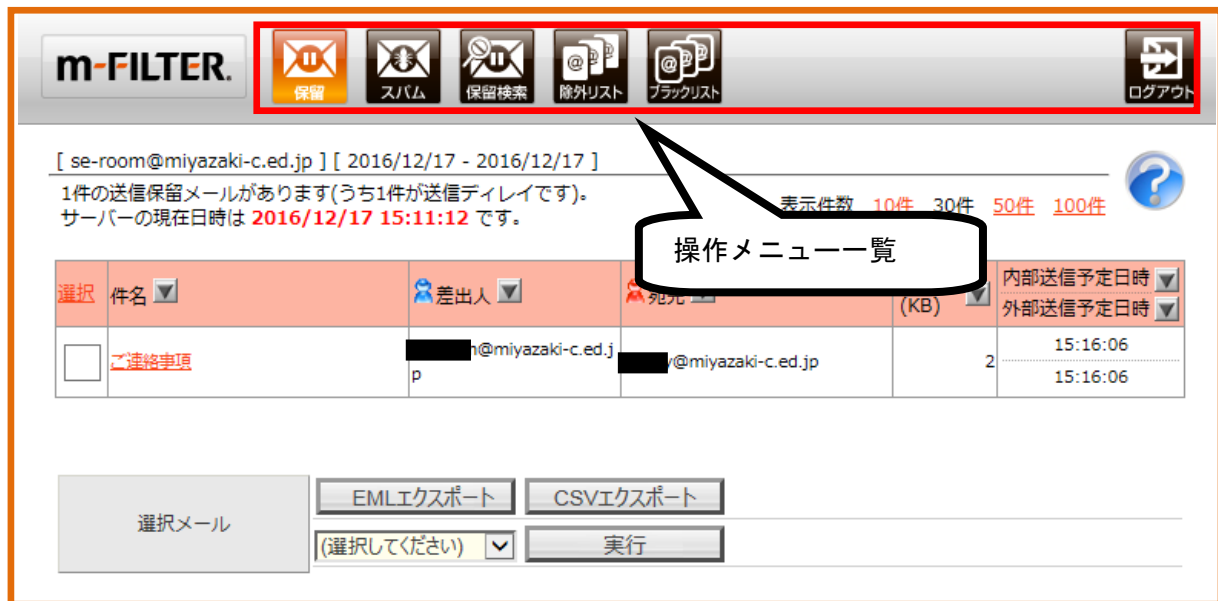 m-FILTER.
保留
スパム
保留検索
除外リスト
ブラックリスト
ログアウト
[ se-room@miyazaki-c.ed.jp ] [ 2016/12/17 - 2016/12/17 ]
1件の送信保留メールがあります(うち1件が送信ディレイです)。
サーバーの現在日時は 2016/12/17 15:11:12 です。
表示件数 10件 30件 50件 100件
操作メニュー一覧
選択 件名 差出人 宛先 (KB) 内部送信予定日時
外部送信予定日時
ご連絡事項 @miyazaki-c.ed.j
p
y@miyazaki-c.ed.jp 2 15:16:06
15:16:06
選択メール
EMLエクスポート CSVエクスポート
(選択してください) 実行